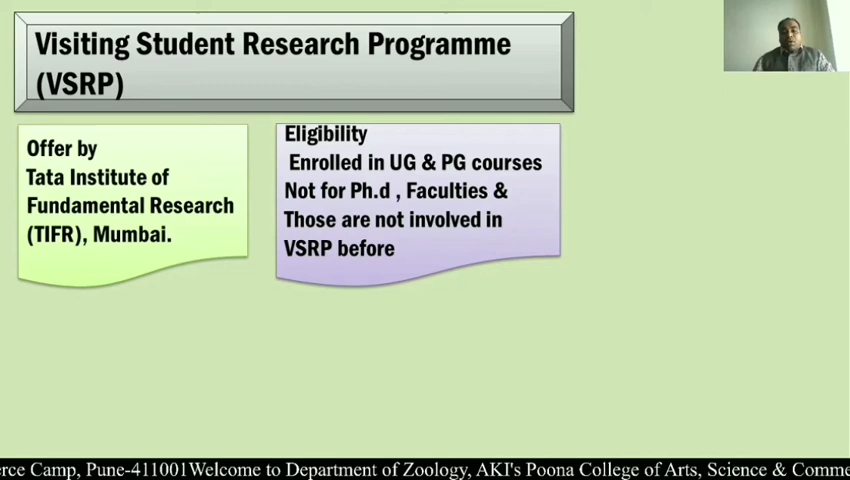 Visiting Student Research Programme
(VSRP)
Offer by
Tata Institute of
Fundamental Research
(TIFR), Mumbai.
Eligibility
Enrolled in UG & PG courses
Not for Ph.d , Faculties &
Those are not involved in
VSRP before
erce Camp, Pune-411001Welcome to Department of Zoology, AKI's Poona College of Arts, Science & Comme